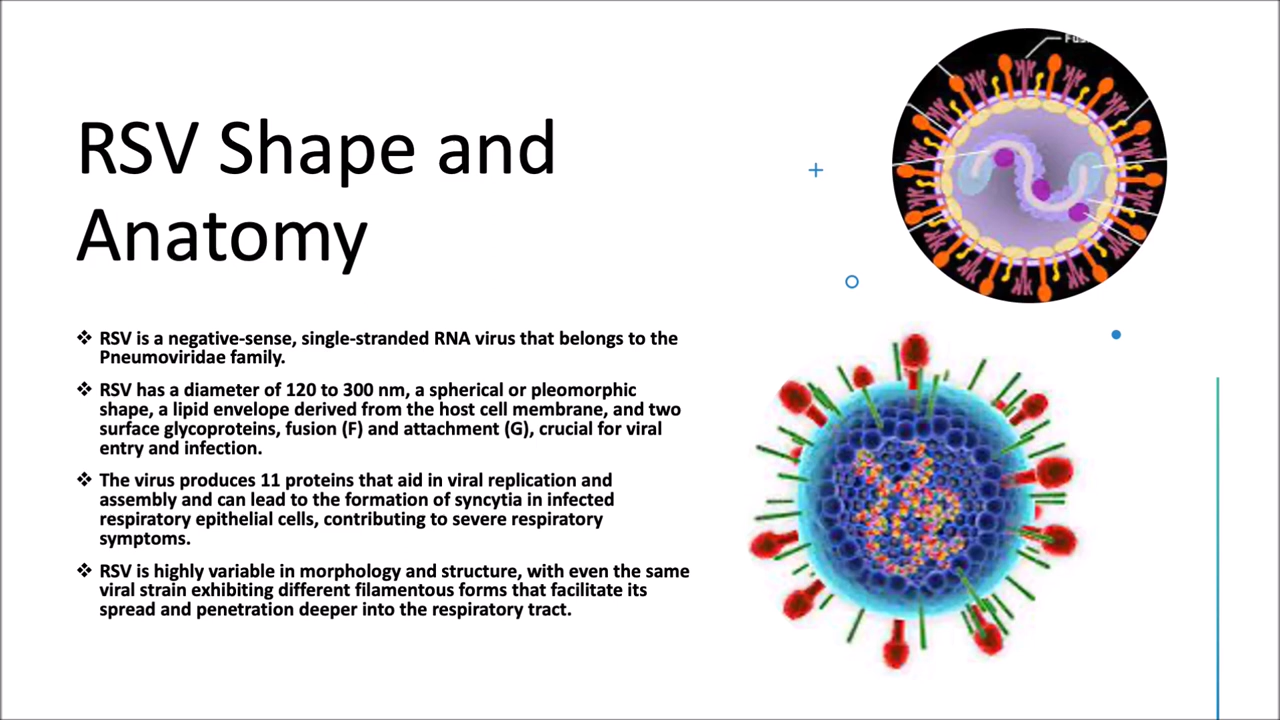 RSV Shape and
Anatomy
❖ RSV is a negative-sense, single-stranded RNA virus that belongs to the
Pneumoviridae family.
❖ RSV has a diameter of 120 to 300 nm, a spherical or pleomorphic
shape, a lipid envelope derived from the host cell membrane, and two
surface glycoproteins, fusion (F) and attachment (G), crucial for viral
entry and infection.
❖ The virus produces 11 proteins that aid in viral replication and
assembly and can lead to the formation of syncytia in infected
respiratory epithelial cells, contributing to severe respiratory
symptoms.
❖ RSV is highly variable in morphology and structure, with even the same
viral strain exhibiting different filamentous forms that facilitate its
spread and penetration deeper into the respiratory tract.